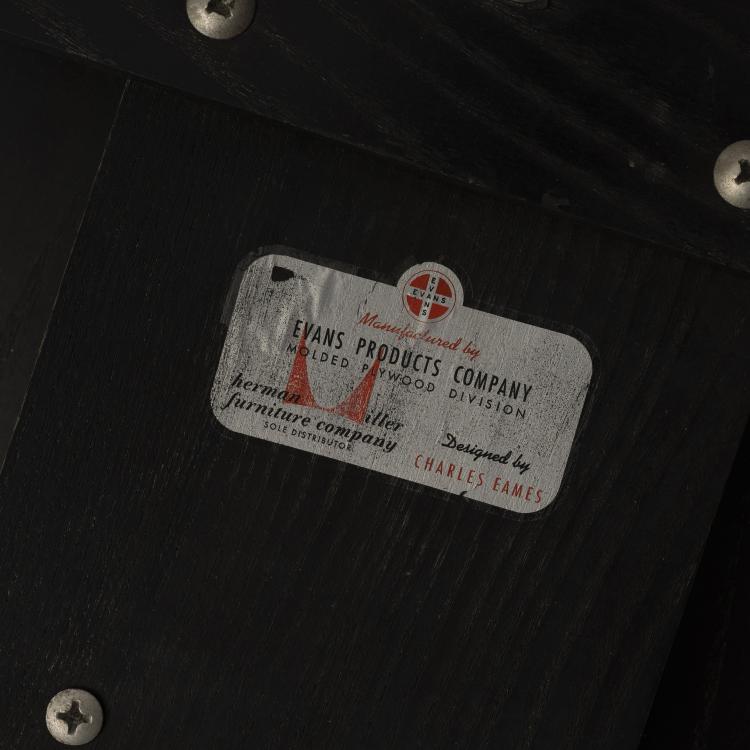 EVANS
EVANS
Manufactured by
EVANS PRODUCTS COMPANY
MOLDED PLYWOOD DIVISION
herman miller
furniture company
SOLE DISTRIBUTOR
Designed by
CHARLES EAMES